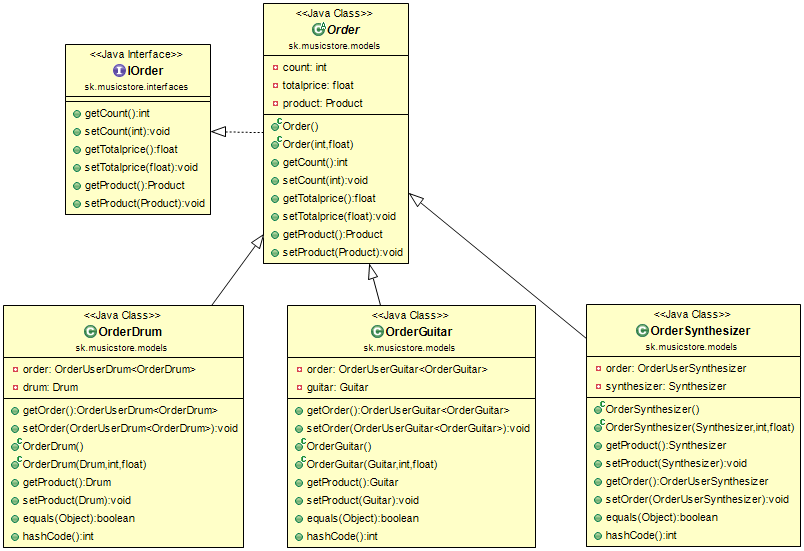 <<Java Interface>>
IOrder
sk.musicstore.interfaces
getCount():int
setCount(int):void
getTotalprice():float
setTotalprice(float):void
getProduct():Product
setProduct(Product):void
<<Java Class>>
Order
sk.musicstore.models
count: int
totalprice: float
product: Product
Order()
Order(int,float)
getCount():int
setCount(int):void
getTotalprice():float
setTotalprice(float):void
getProduct():Product
setProduct(Product):void
<<Java Class>>
OrderDrum
sk.musicstore.models
order: OrderUserDrum<OrderDrum>
drum: Drum
getOrder():OrderUserDrum<OrderDrum>
setOrder(OrderUserDrum<OrderDrum>):void
OrderDrum()
OrderDrum(Drum,int,float)
getProduct():Drum
setProduct(Drum):void
equals(Object):boolean
hashCode():int
<<Java Class>>
OrderGuitar
sk.musicstore.models
order: OrderUserGuitar<OrderGuitar>
guitar: Guitar
getOrder():OrderUserGuitar<OrderGuitar>
setOrder(OrderUserGuitar<OrderGuitar>):void
OrderGuitar()
OrderGuitar(Guitar,int,float)
getProduct():Guitar
setProduct(Guitar):void
equals(Object):boolean
hashCode():int
<<Java Class>>
OrderSynthesizer
sk.musicstore.models
order: OrderUserSynthesizer
synthesizer: Synthesizer
OrderSynthesizer()
OrderSynthesizer(Synthesizer,int,float)
getProduct():Synthesizer
setProduct(Synthesizer):void
getOrder():OrderUserSynthesizer
setOrder(OrderUserSynthesizer):void
equals(Object):boolean
hashCode():int